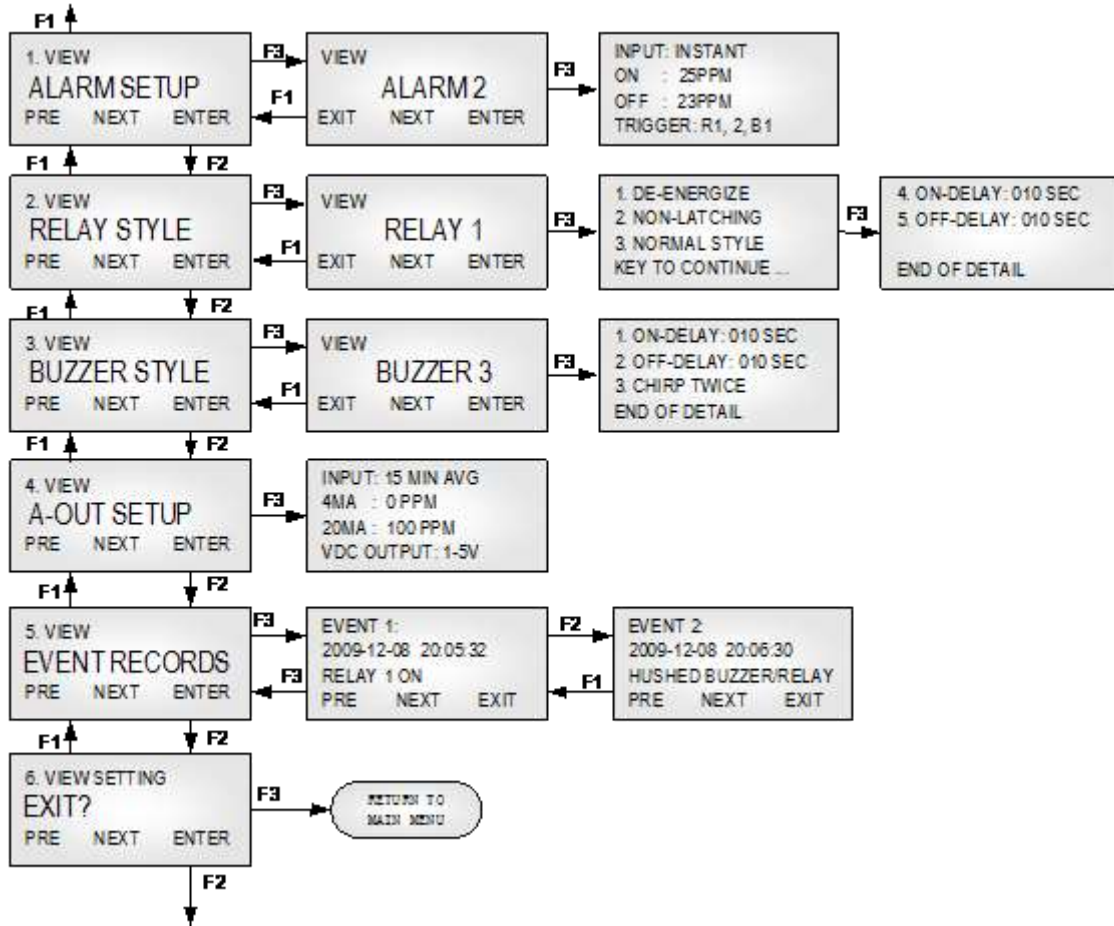 F1
1. VIEW
ALARM SETUP
PRE NEXT ENTER
F3
F1
VIEW
ALARM 2
EXIT NEXT ENTER
F3
INPUT: INSTANT
ON : 25PPM
OFF : 23PPM
TRIGGER: R1, 2, B1
F1
F2
2. VIEW
RELAY STYLE
PRE NEXT ENTER
F3
F1
VIEW
RELAY 1
EXIT NEXT ENTER
F3
1. DE-ENERGIZE
2. NON-LATCHING
3. NORMAL STYLE
KEY TO CONTINUE ...
F3
4. ON-DELAY: 010 SEC
5. OFF-DELAY: 010 SEC
END OF DETAIL
F1
F2
3. VIEW
BUZZER STYLE
PRE NEXT ENTER
F3
F1
VIEW
BUZZER 3
EXIT NEXT ENTER
F3
1. ON-DELAY: 010 SEC
2. OFF-DELAY: 010 SEC
3. CHIRP TWICE
END OF DETAIL
F1
F2
4. VIEW
A-OUT SETUP
PRE NEXT ENTER
F3
INPUT: 15 MIN AVG
4MA : 0 PPM
20MA : 100 PPM
VDC OUTPUT: 1-5V
F1
F2
5. VIEW
EVENT RECORDS
PRE NEXT ENTER
F3
F3
EVENT 1:
2009-12-08 20:05:32
RELAY 1 ON
PRE NEXT EXIT
F2
F1
EVENT 2:
2009-12-08 20:06:30
HUSHED BUZZER/RELAY
PRE NEXT EXIT
F1
F2
6. VIEW SETTING
EXIT?
PRE NEXT ENTER
F3
RETURN TO
MAIN MENU
F2